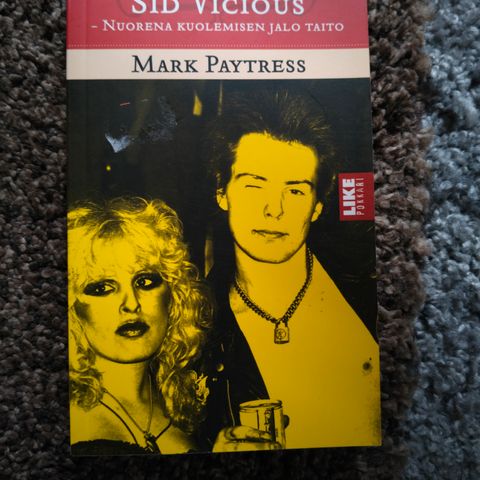 SID VICIOUS
- NUORENA KUOLEMISEN JALO TAITO
MARK PAYTRESS
LIKE
POKKARI